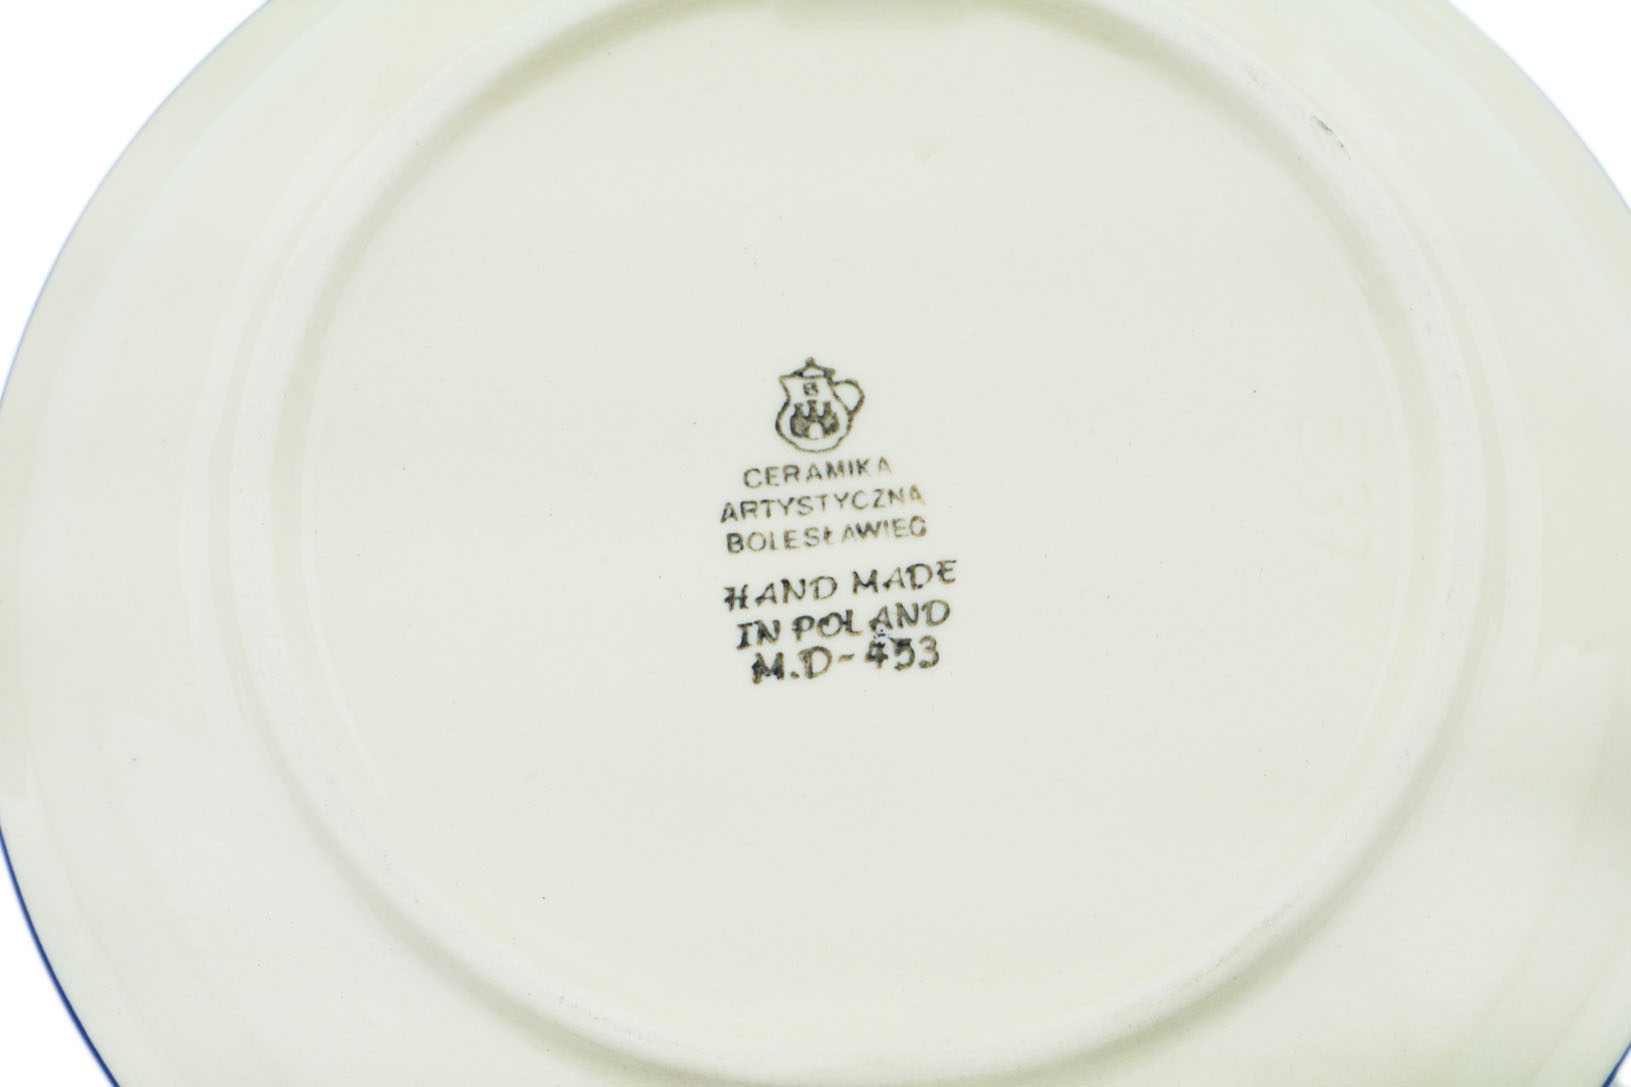 B
CERAMIKA
ARTYSTYCZNA
BOLESŁAWIEC
HAND MADE
IN POLAND
M.D-453